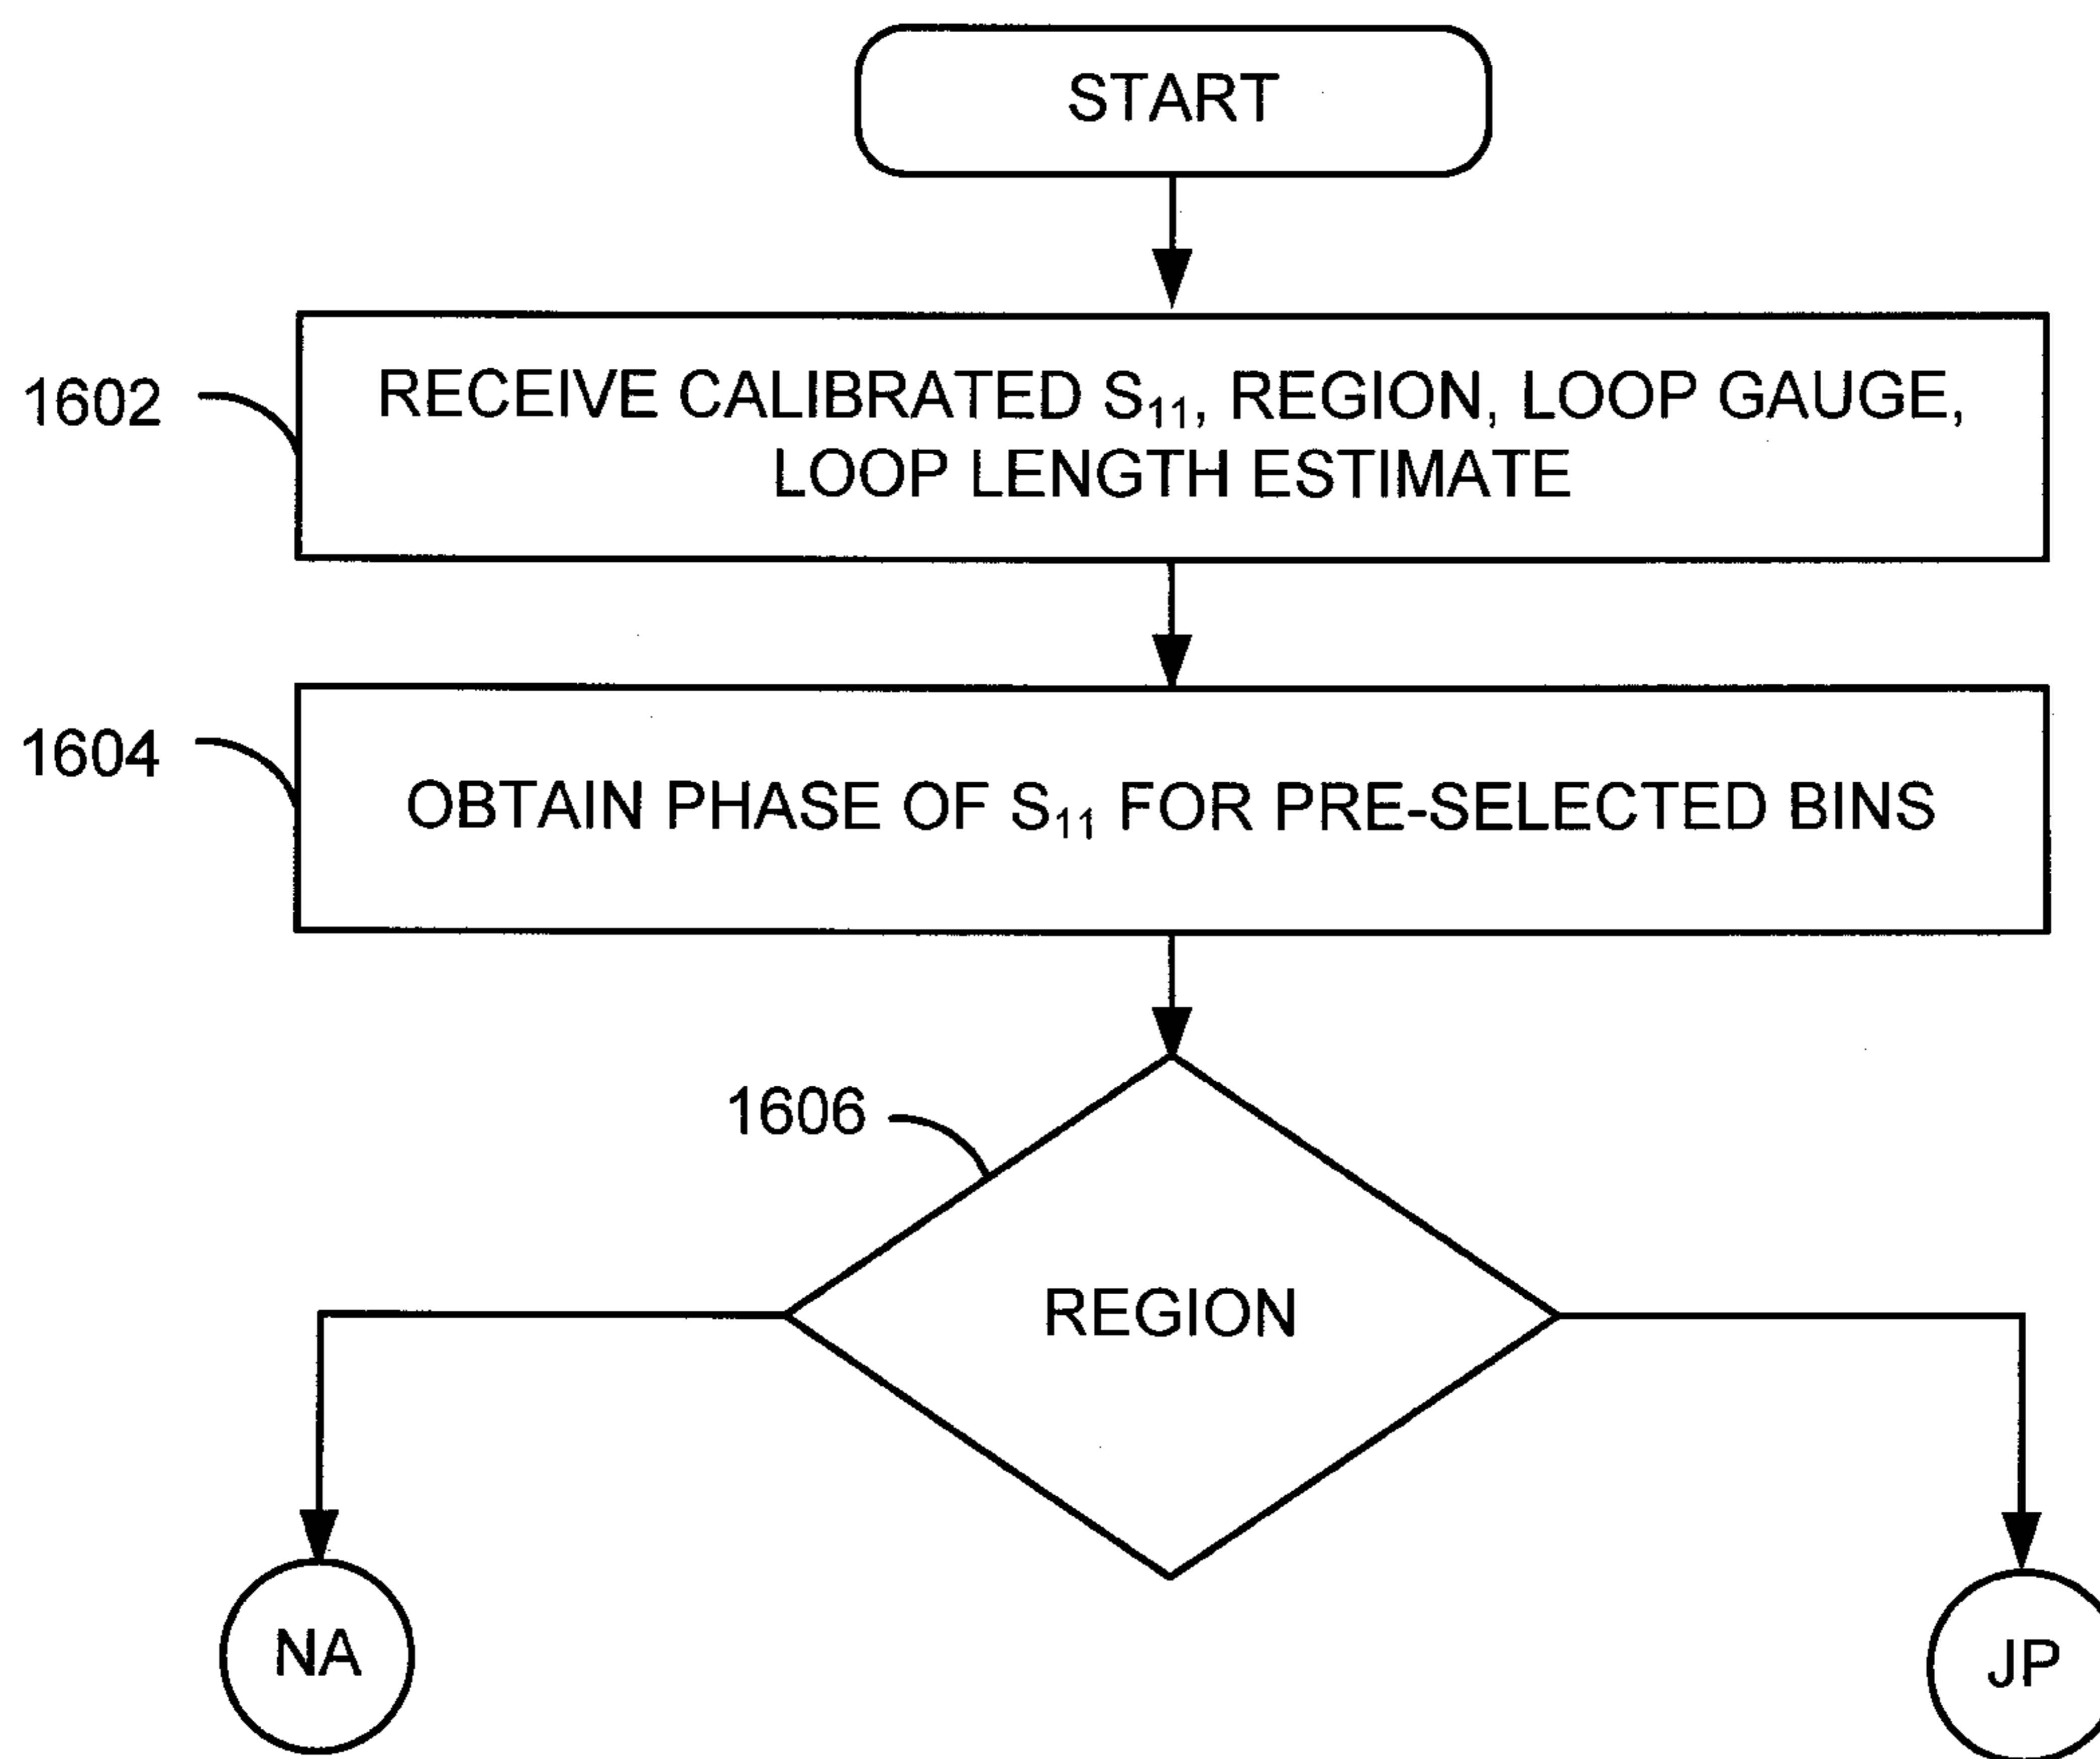 START
1602
RECEIVE CALIBRATED S₁₁, REGION, LOOP GAUGE,
LOOP LENGTH ESTIMATE
1604
OBTAIN PHASE OF S₁₁ FOR PRE-SELECTED BINS
1606
REGION
NA
JP